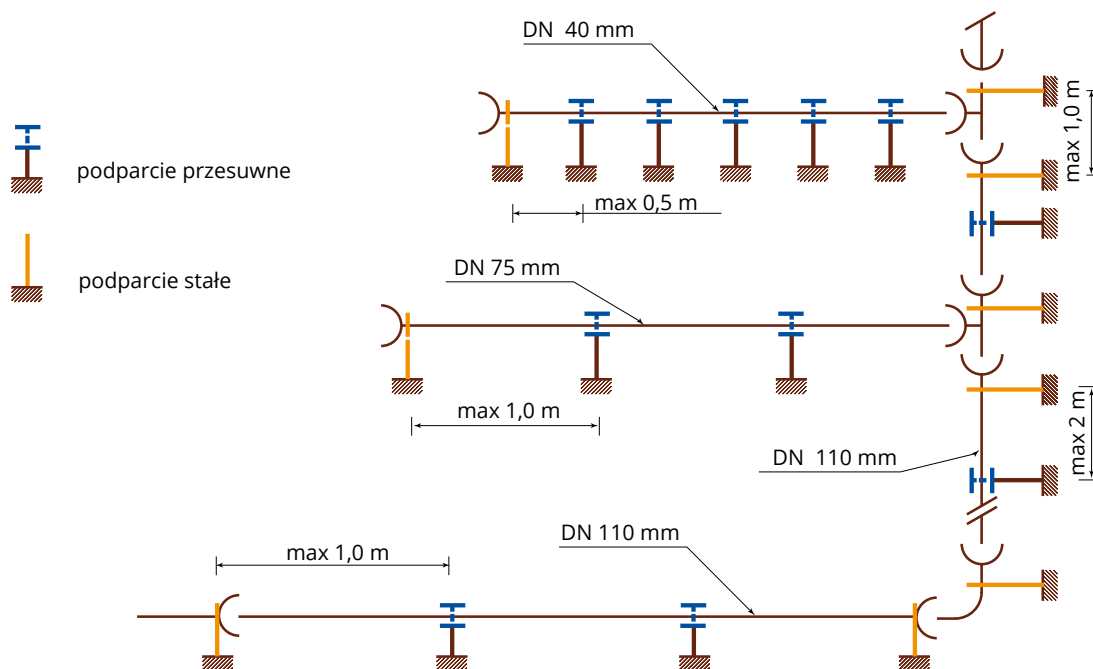 DN 40 mm
max 1,0 m
podparcie przesuwne
max 0,5 m
podparcie stałe
DN 75 mm
max 1,0 m
max 2 m
DN 110 mm
DN 110 mm
max 1,0 m